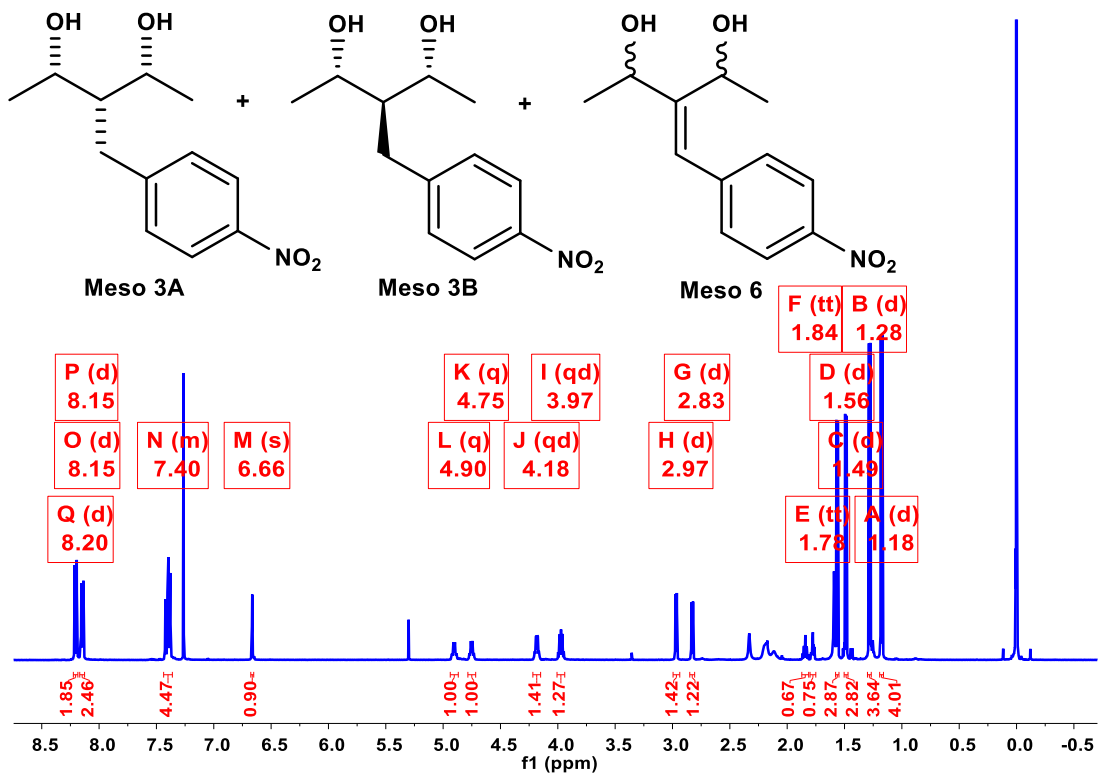 OH OH OH OH OH OH
+ +
NO2 NO2 NO2
Meso 3A Meso 3B Meso 6
F (tt) B (d)
1.84 1.28
P (d) K (q) I (qd) G (d) D (d)
8.15 4.75 3.97 2.83 1.56
O (d) N (m) M (s) L (q) J (qd) H (d) C (d)
8.15 7.40 6.66 4.90 4.18 2.97 1.49
Q (d) E (tt) A (d)
8.20 1.78 1.18
1.85 2.46 4.47 0.90 1.00 1.00 1.41 1.27 1.42 1.22 0.67 0.75 2.87 2.82 3.64 4.01
8.5 8.0 7.5 7.0 6.5 6.0 5.5 5.0 4.5 4.0 3.5 3.0 2.5 2.0 1.5 1.0 0.5 0.0 -0.5
f1 (ppm)